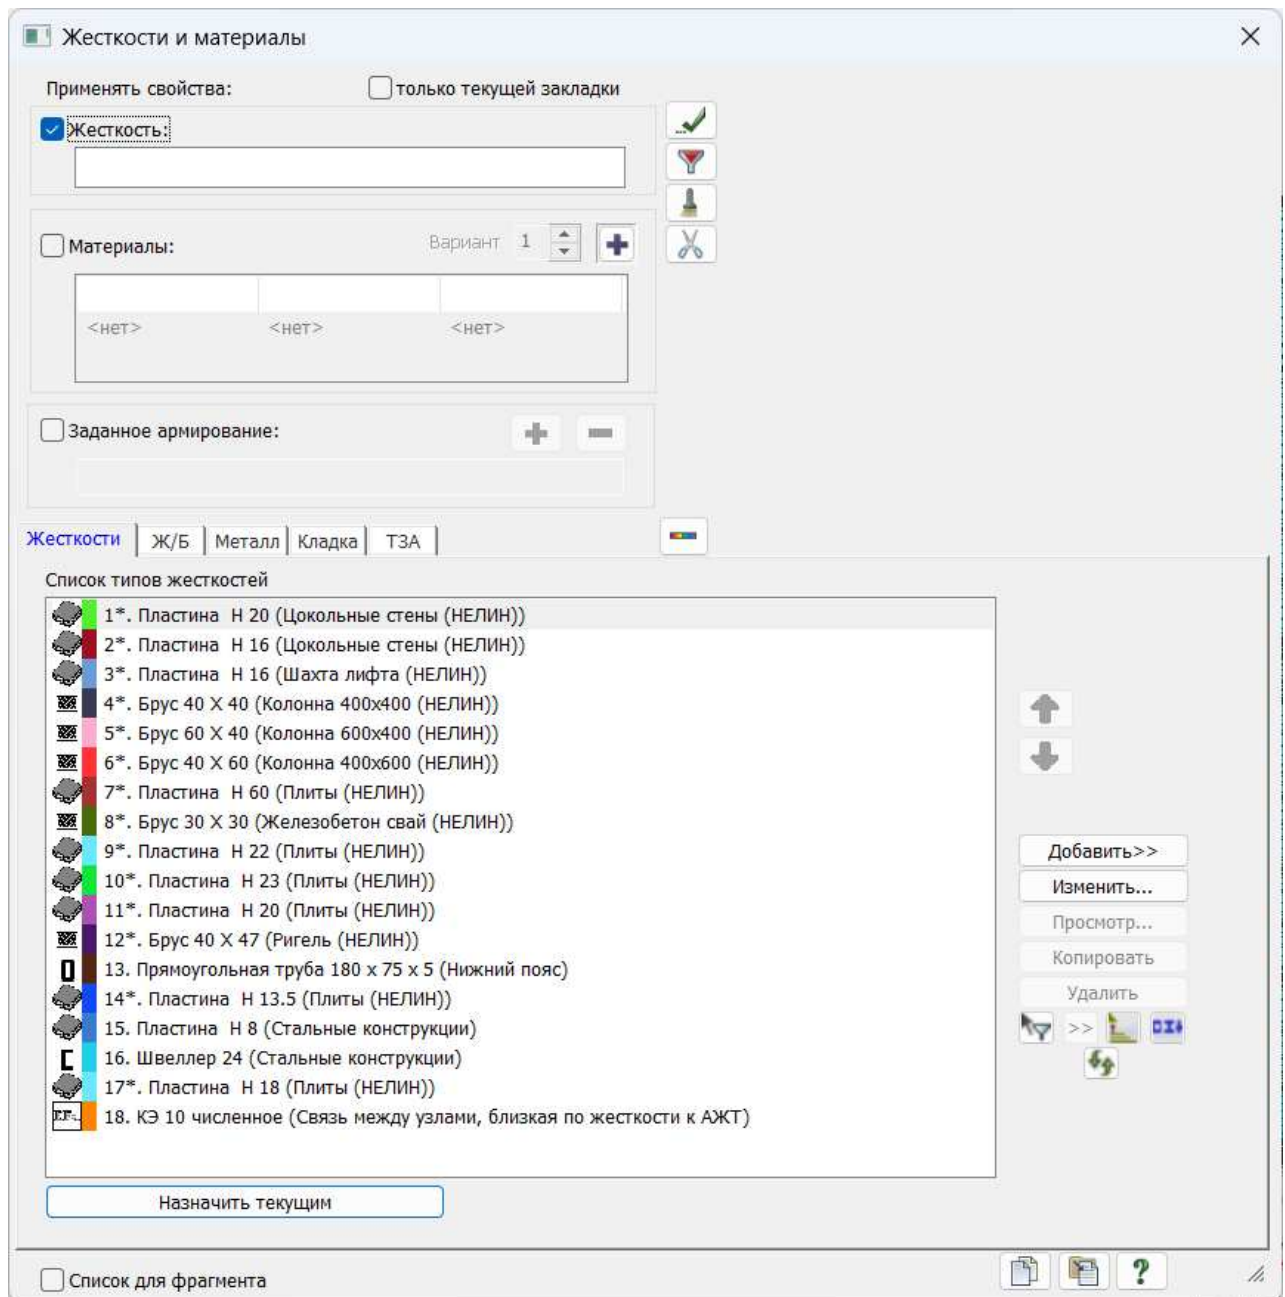 Жесткости и материалы
Применять свойства: только текущей закладки
Жесткость:
Материалы: Вариант 1
<нет> <нет> <нет>
Заданное армирование:
Жесткости Ж/Б Металл Кладка ТЗА
Список типов жесткостей
1*. Пластина H 20 (Цокольные стены (НЕЛИН))
2*. Пластина H 16 (Цокольные стены (НЕЛИН))
3*. Пластина H 16 (Шахта лифта (НЕЛИН))
4*. Брус 40 X 40 (Колонна 400x400 (НЕЛИН))
5*. Брус 60 X 40 (Колонна 600x400 (НЕЛИН))
6*. Брус 40 X 60 (Колонна 400x600 (НЕЛИН))
7*. Пластина H 60 (Плиты (НЕЛИН))
8*. Брус 30 X 30 (Железобетон свай (НЕЛИН))
9*. Пластина H 22 (Плиты (НЕЛИН))
10*. Пластина H 23 (Плиты (НЕЛИН))
11*. Пластина H 20 (Плиты (НЕЛИН))
12*. Брус 40 X 47 (Ригель (НЕЛИН))
13. Прямоугольная труба 180 x 75 x 5 (Нижний пояс)
14*. Пластина H 13.5 (Плиты (НЕЛИН))
15. Пластина H 8 (Стальные конструкции)
16. Швеллер 24 (Стальные конструкции)
17*. Пластина H 18 (Плиты (НЕЛИН))
18. КЭ 10 численное (Связь между узлами, близкая по жесткости к АЖТ)
Добавить>>
Изменить...
Просмотр...
Копировать
Удалить
>>
Назначить текущим
Список для фрагмента